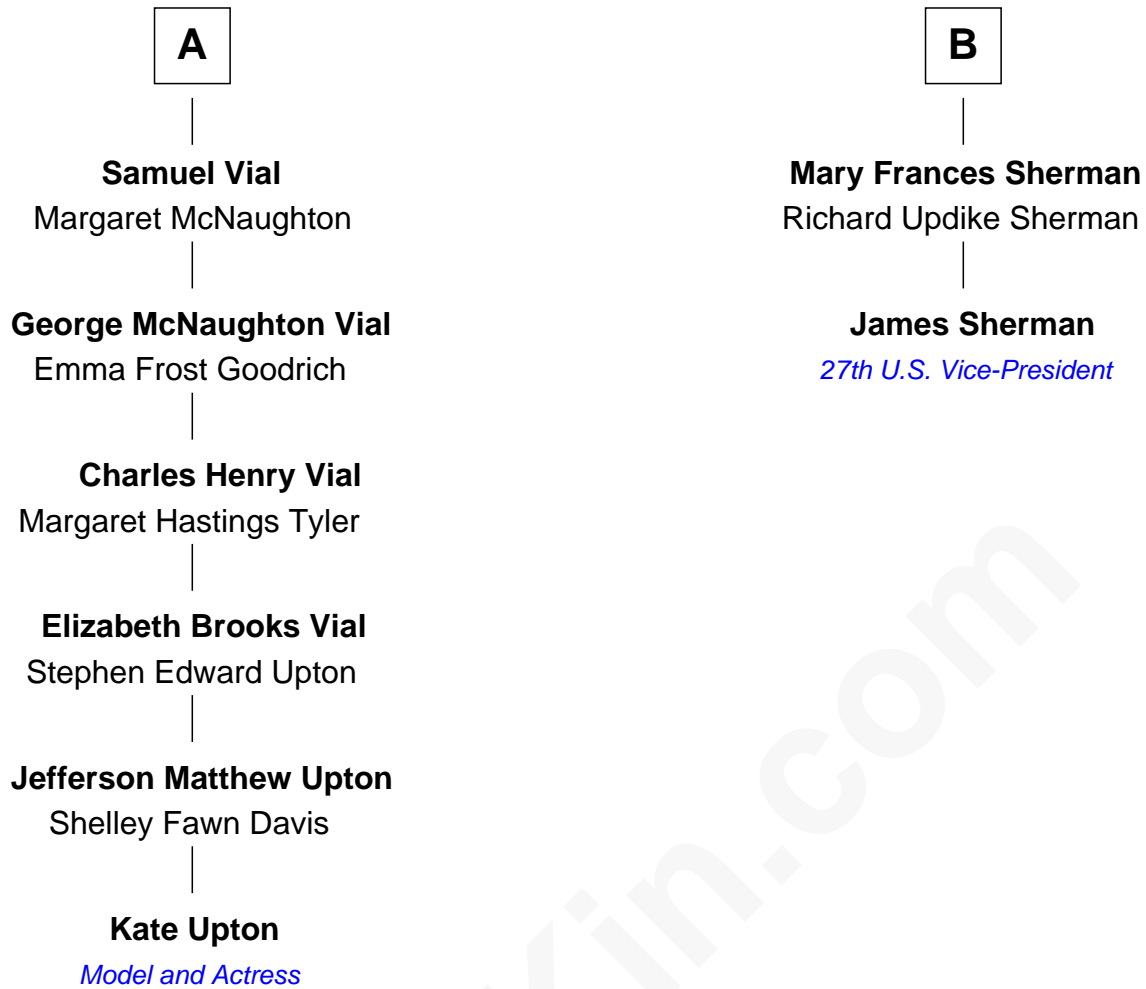 A
Samuel Vial
Margaret McNaughton
George McNaughton Vial
Emma Frost Goodrich
Charles Henry Vial
Margaret Hastings Tyler
Elizabeth Brooks Vial
Stephen Edward Upton
Jefferson Matthew Upton
Shelley Fawn Davis
Kate Upton
Model and Actress
B
Mary Frances Sherman
Richard Updike Sherman
James Sherman
27th U.S. Vice-President
Kin.com